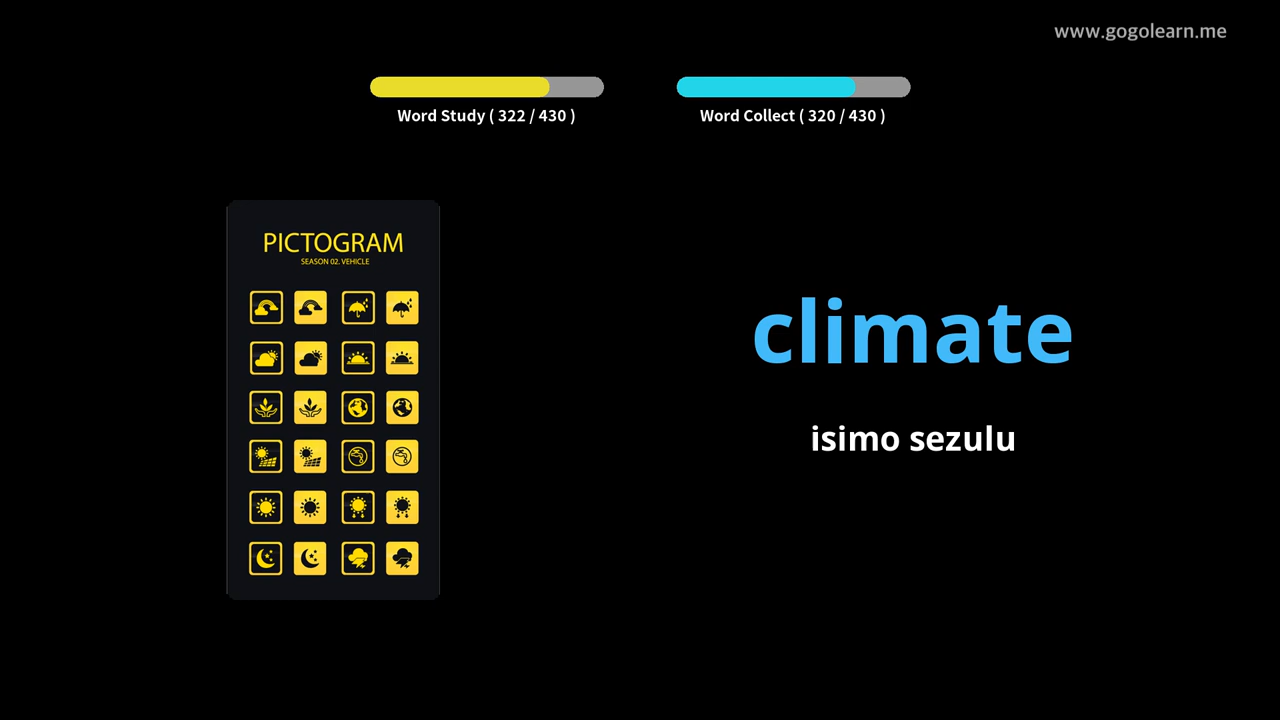 www.gogolearn.me
Word Study ( 322 / 430 )
Word Collect ( 320 / 430 )
PICTOGRAM
SEASON 02. VEHICLE
climate
isimo sezulu